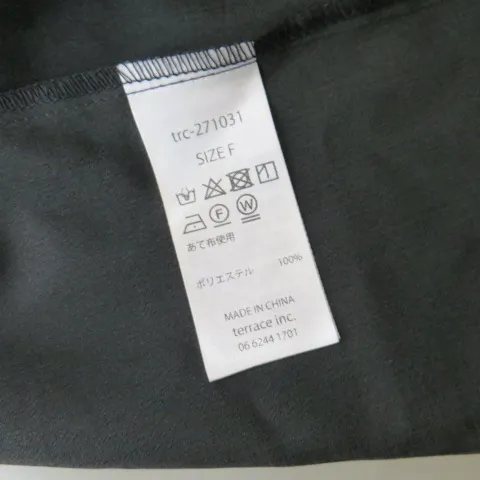 trc-271031
SIZE F
F W
あて布使用
ポリエステル 100%
MADE IN CHINA
terrace inc.
06 6244 1701